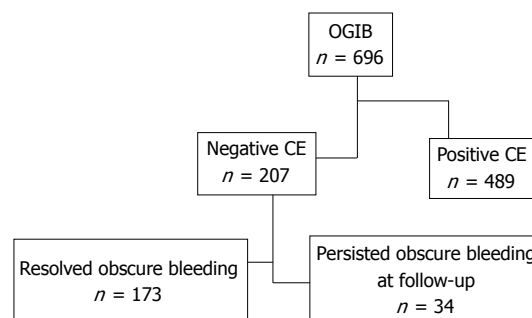 OGIB
n = 696
Negative CE
n = 207
Positive CE
n = 489
Resolved obscure bleeding
n = 173
Persisted obscure bleeding
at follow-up
n = 34